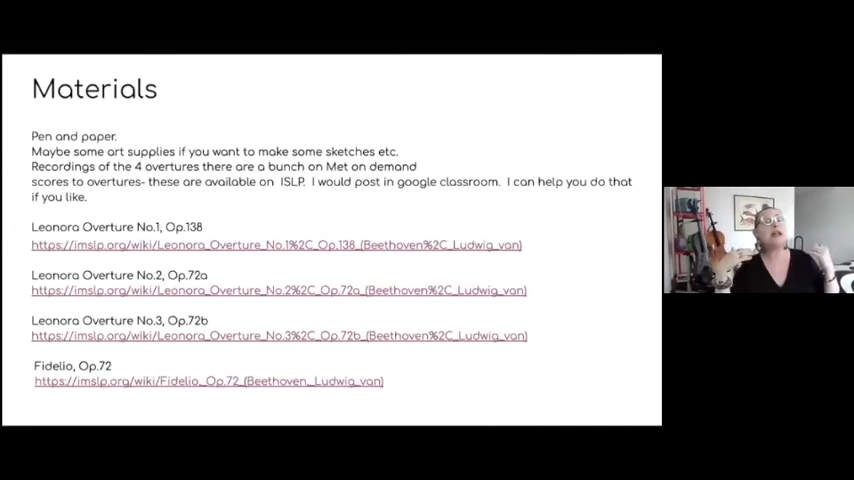 Materials
Pen and paper.
Maybe some art supplies if you want to make some sketches etc.
Recordings of the 4 overtures there are a bunch on Met on demand
scores to overtures- these are available on  ISLP.  I would post in google classroom.  I can help you do that
if you like.
Leonora Overture No.1, Op.138
https://imslp.org/wiki/Leonora_Overture_No.1%2C_Op.138_(Beethoven%2C_Ludwig_van)
Leonora Overture No.2, Op.72a
https://imslp.org/wiki/Leonora_Overture_No.2%2C_Op.72a_(Beethoven%2C_Ludwig_van)
Leonora Overture No.3, Op.72b
https://imslp.org/wiki/Leonora_Overture_No.3%2C_Op.72b_(Beethoven%2C_Ludwig_van)
Fidelio, Op.72
https://imslp.org/wiki/Fidelio,_Op.72_(Beethoven,_Ludwig_van)